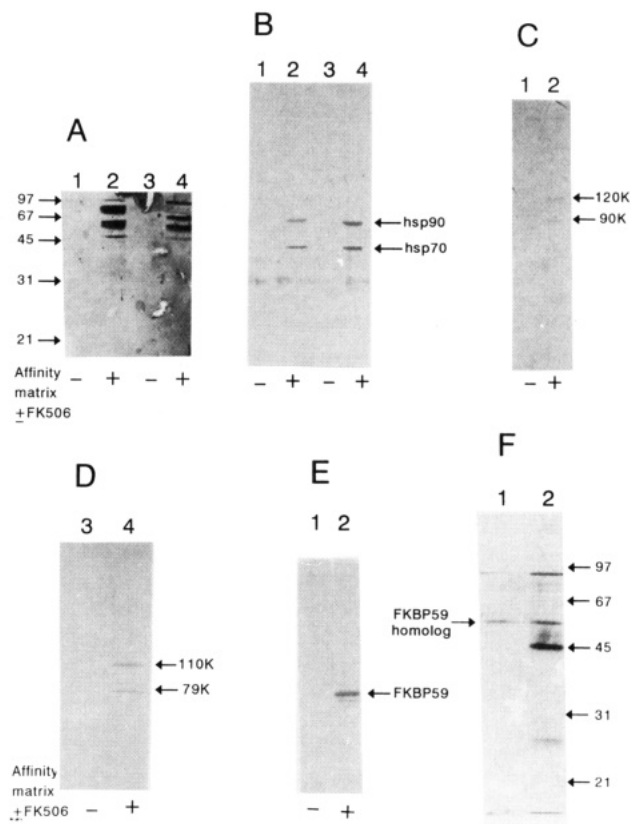 A
1 2 3 4
97
67
45
31
21
Affinity
matrix
±FK506
- + - +
B
1 2 3 4
hsp90
hsp70
- + - +
C
1 2
120K
90K
- +
D
3 4
110K
79K
Affinity
matrix
±FK506
- +
E
1 2
FKBP59
- +
F
1 2
97
67
FKBP59
homolog
45
31
21